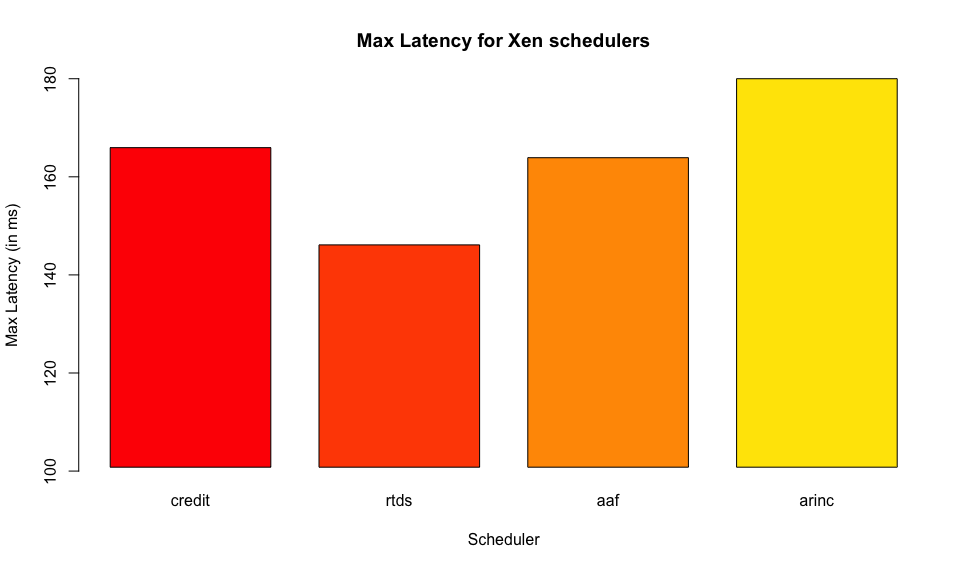 Max Latency for Xen schedulers
Max Latency (in ms)
180
160
140
120
100
credit rtds aaf arinc
Scheduler